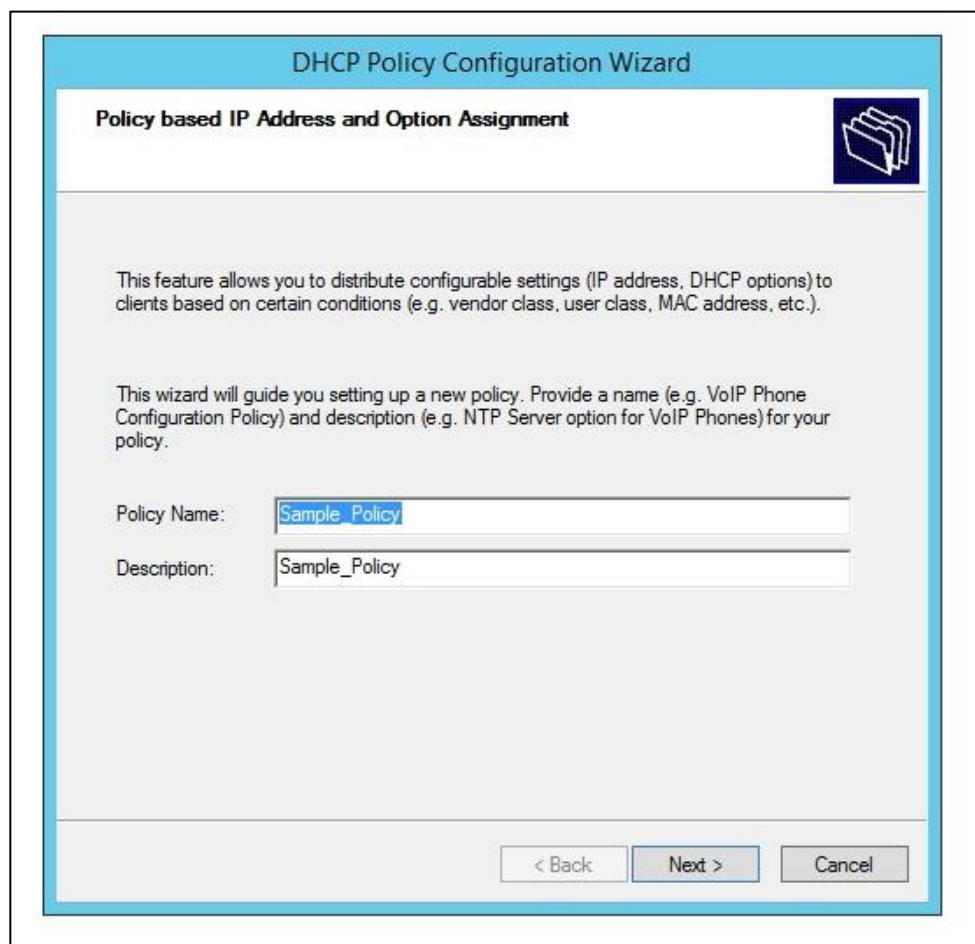 DHCP Policy Configuration Wizard
Policy based IP Address and Option Assignment
This feature allows you to distribute configurable settings (IP address, DHCP options) to
clients based on certain conditions (e.g. vendor class, user class, MAC address, etc.).
This wizard will guide you setting up a new policy. Provide a name (e.g. VoIP Phone
Configuration Policy) and description (e.g. NTP Server option for VoIP Phones) for your
policy.
Policy Name: Sample_Policy
Description: Sample_Policy
< Back Next > Cancel